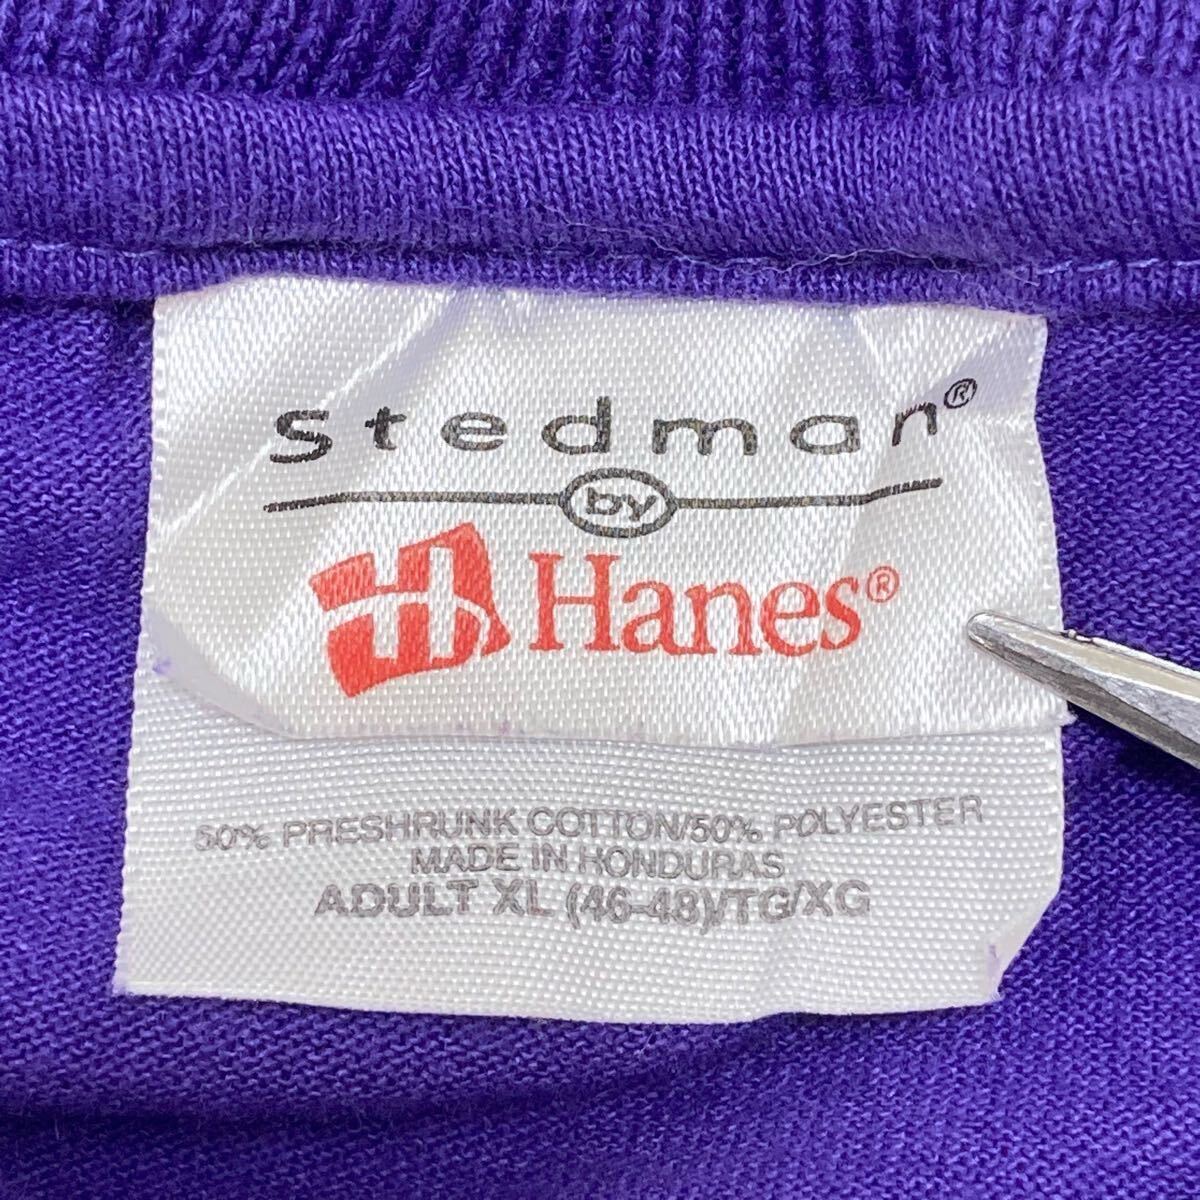 stedman®
by
H Hanes®
50% PRESHRUNK COTTON/50% POLYESTER
MADE IN HONDURAS
ADULT XL (46-48)/TG/XG